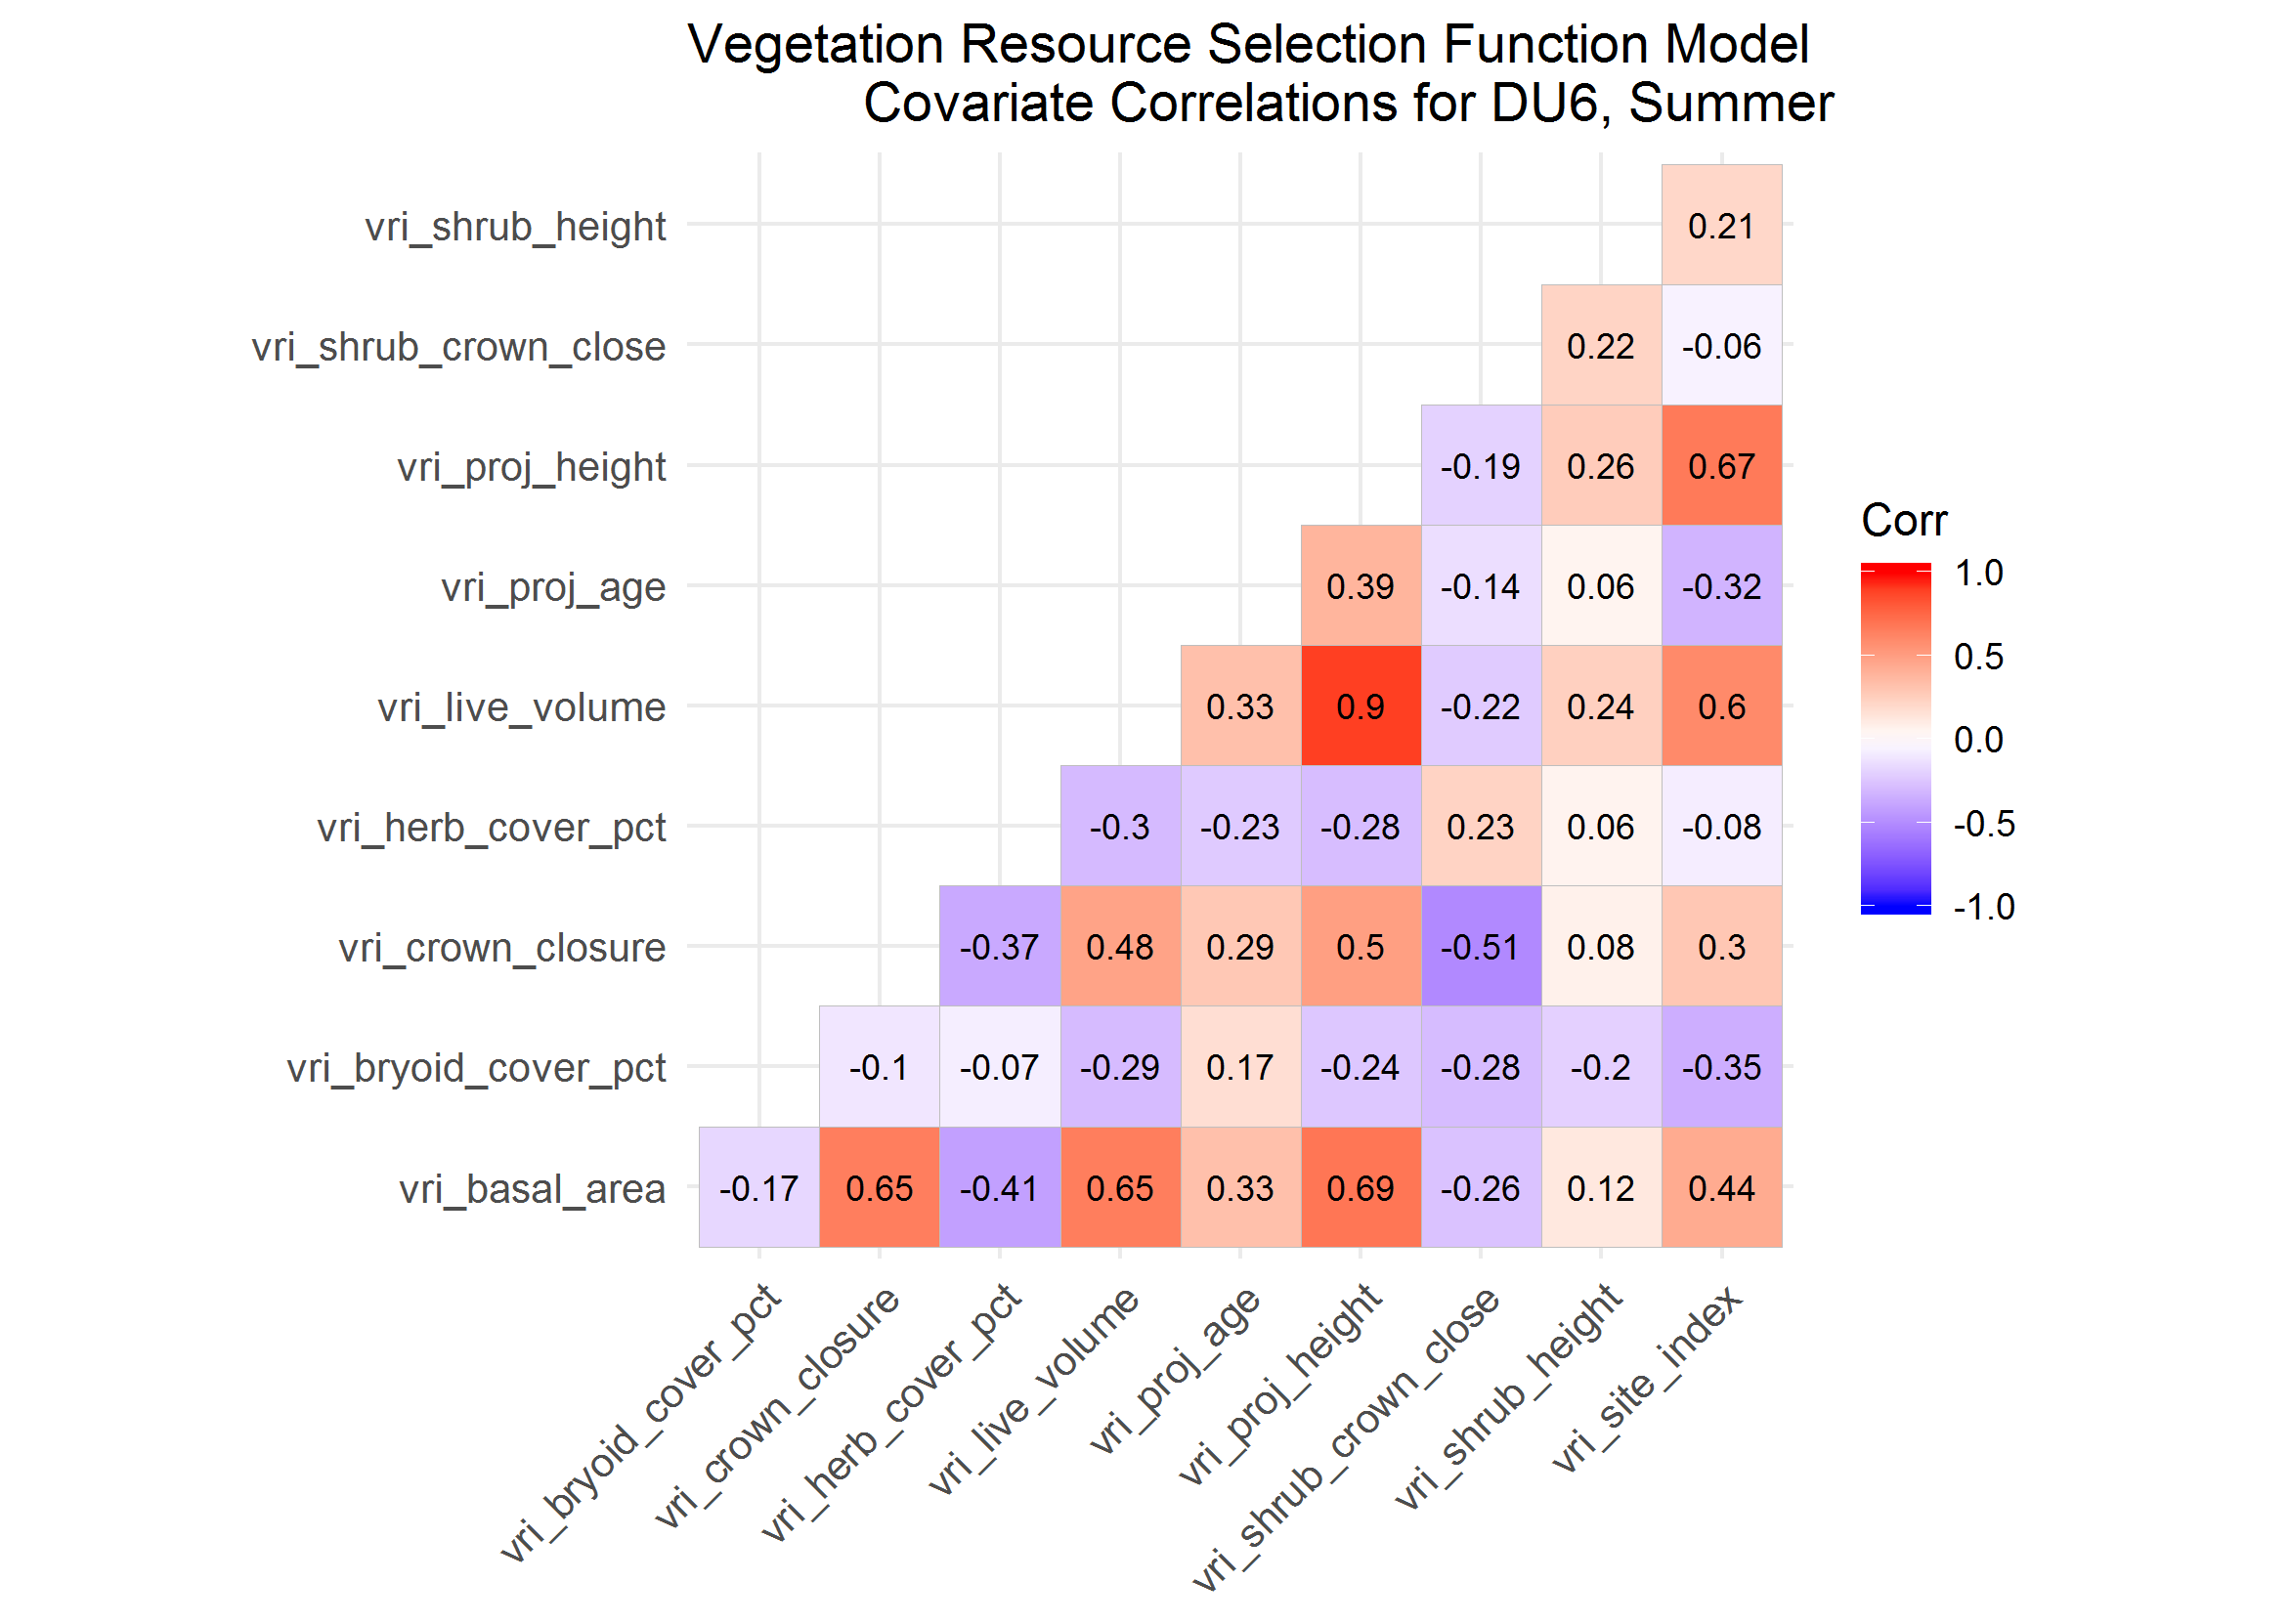 Vegetation Resource Selection Function Model
Covariate Correlations for DU6, Summer
vri_shrub_height 0.21
vri_shrub_crown_close 0.22 -0.06
vri_proj_height -0.19 0.26 0.67
vri_proj_age 0.39 -0.14 0.06 -0.32
vri_live_volume 0.33 0.9 -0.22 0.24 0.6
vri_herb_cover_pct -0.3 -0.23 -0.28 0.23 0.06 -0.08
vri_crown_closure -0.37 0.48 0.29 0.5 -0.51 0.08 0.3
vri_bryoid_cover_pct -0.1 -0.07 -0.29 0.17 -0.24 -0.28 -0.2 -0.35
vri_basal_area -0.17 0.65 -0.41 0.65 0.33 0.69 -0.26 0.12 0.44
vri_bryoid_cover_pct
vri_crown_closure
vri_herb_cover_pct
vri_live_volume
vri_proj_age
vri_proj_height
vri_shrub_crown_close
vri_shrub_height
vri_site_index
Corr
1.0
0.5
0.0
-0.5
-1.0